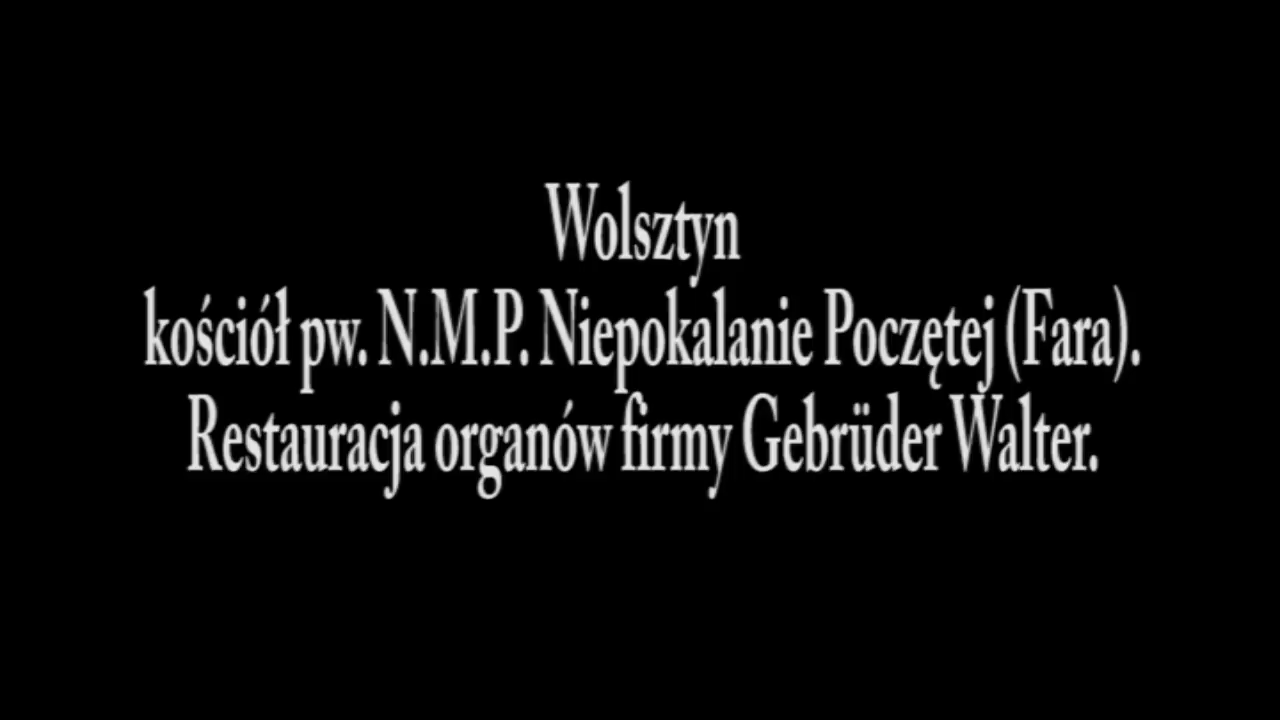 Wolsztyn
kościół pw. N.M.P. Niepokalanie Poczętej (Fara).
Restauracja organów firmy Gebrüder Walter.